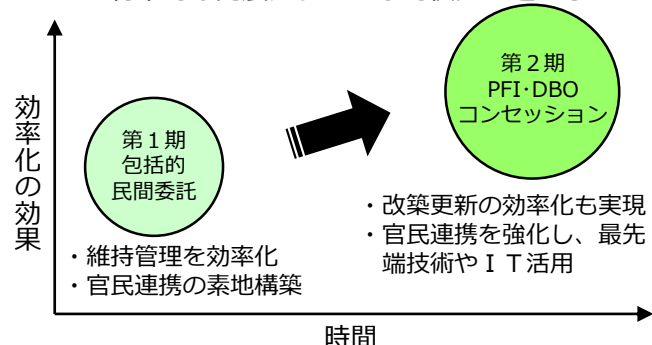 効率化の効果
第１期
包括的
民間委託
・維持管理を効率化
・官民連携の素地構築
第２期
PFI･DBO
コンセッション
・改築更新の効率化も実現
・官民連携を強化し、最先
端技術やＩＴ活用
時間